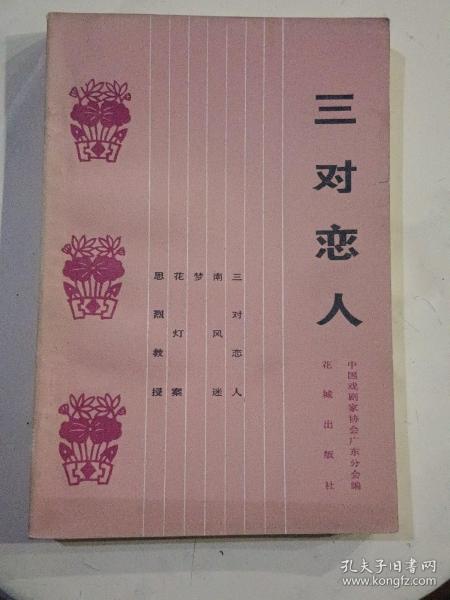 三对恋人
中国戏剧家协会广东分会编
花城出版社
三对恋人
南风迷梦
花灯案
思烈教授
孔夫子旧书网
www.kongfz.com